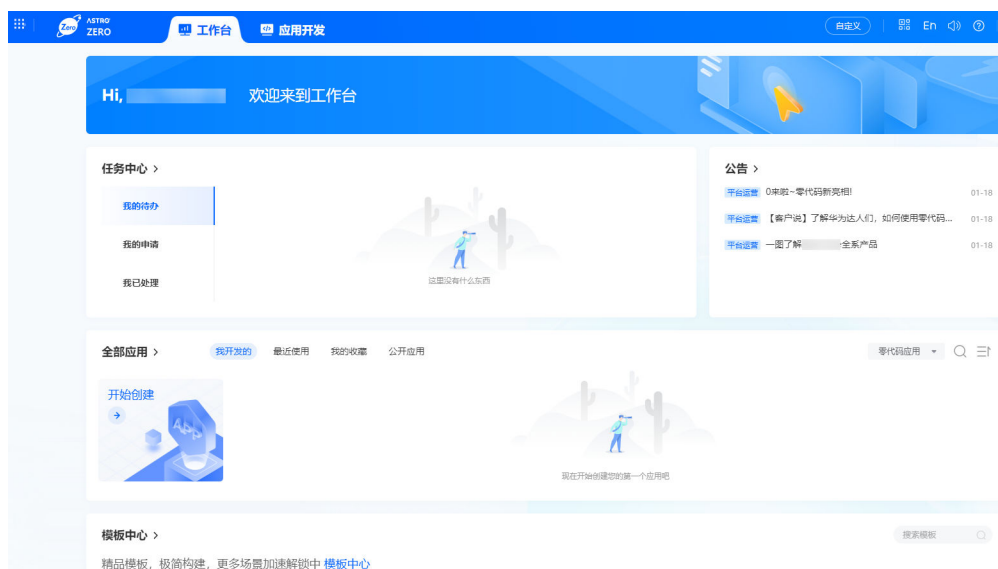 Zero ASTRO ZERO 工作台 应用开发 自定义 En
Hi, 欢迎来到工作台
任务中心
我的待办
我的申请
我已处理
这里没有什么东西
公告
平台运营 0来啦~零代码新亮相! 01-18
平台运营 【客户说】了解华为达人们，如何使用零代码... 01-18
平台运营 一图了解 全系产品 01-18
全部应用 我开发的 最近使用 我的收藏 公开应用 零代码应用
开始创建
App
现在开始创建您的第一个应用吧
模板中心 搜索模板
精品模板，极简构建，更多场景加速解锁中 模板中心